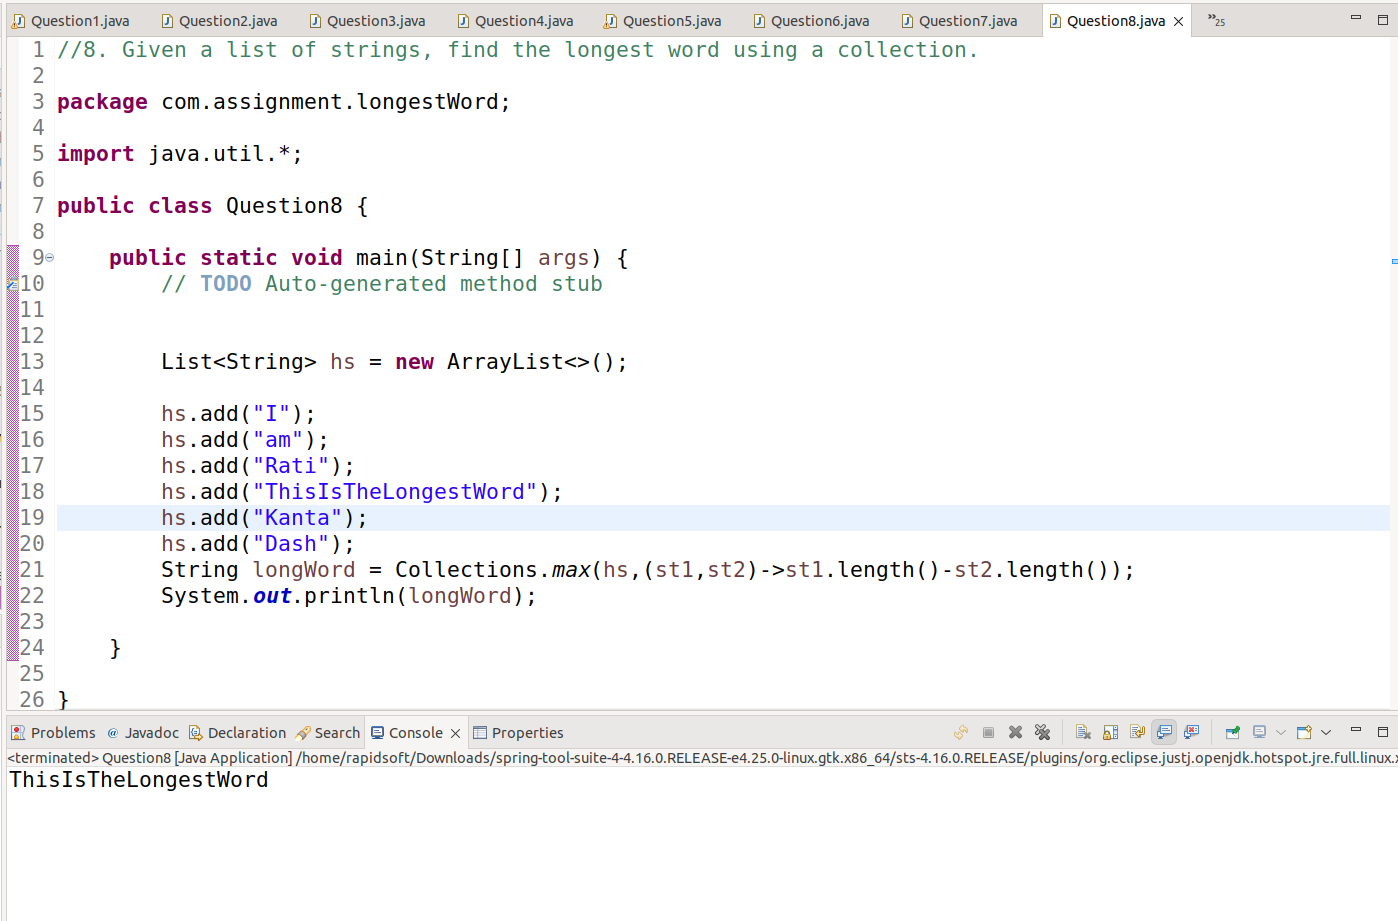 Question1.java Question2.java Question3.java Question4.java Question5.java Question6.java Question7.java Question8.java »25
1 //8. Given a list of strings, find the longest word using a collection.
2
3 package com.assignment.longestWord;
4
5 import java.util.*;
6
7 public class Question8 {
8
9 public static void main(String[] args) {
10 // TODO Auto-generated method stub
11
12
13 List<String> hs = new ArrayList<>();
14
15 hs.add("I");
16 hs.add("am");
17 hs.add("Rati");
18 hs.add("ThisIsTheLongestWord");
19 hs.add("Kanta");
20 hs.add("Dash");
21 String longWord = Collections.max(hs,(st1,st2)->st1.length()-st2.length());
22 System.out.println(longWord);
23
24 }
25
26 }
Problems @ Javadoc Declaration Search Console Properties
<terminated> Question8 [Java Application] /home/rapidsoft/Downloads/spring-tool-suite-4-4.16.0.RELEASE-e4.25.0-linux.gtk.x86_64/sts-4.16.0.RELEASE/plugins/org.eclipse.justj.openjdk.hotspot.jre.full.linux.x
ThisIsTheLongestWord